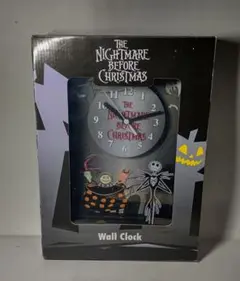 THE
NIGHTMARE
BEFORE
CHRISTMAS
12
11
1
10
2
9
3
8
4
7
5
6
THE
NIGHTMARE
BEFORE
CHRISTMAS
Wall Clock